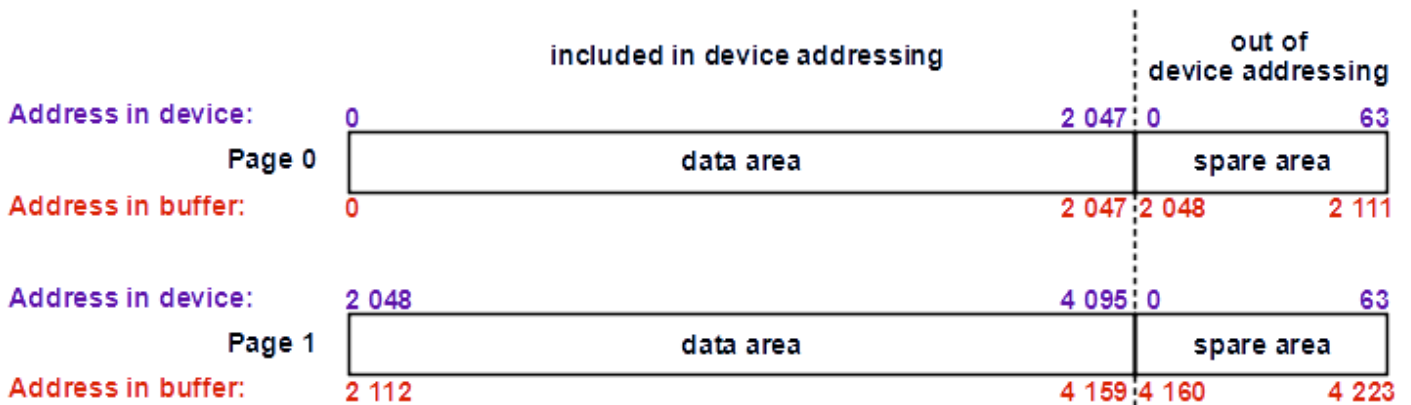 included in device addressing
out of
device addressing
Address in device: 0 2 047 0 63
Page 0 data area spare area
Address in buffer: 0 2 047 2 048 2 111
Address in device: 2 048 4 095 0 63
Page 1 data area spare area
Address in buffer: 2 112 4 159 4 160 4 223